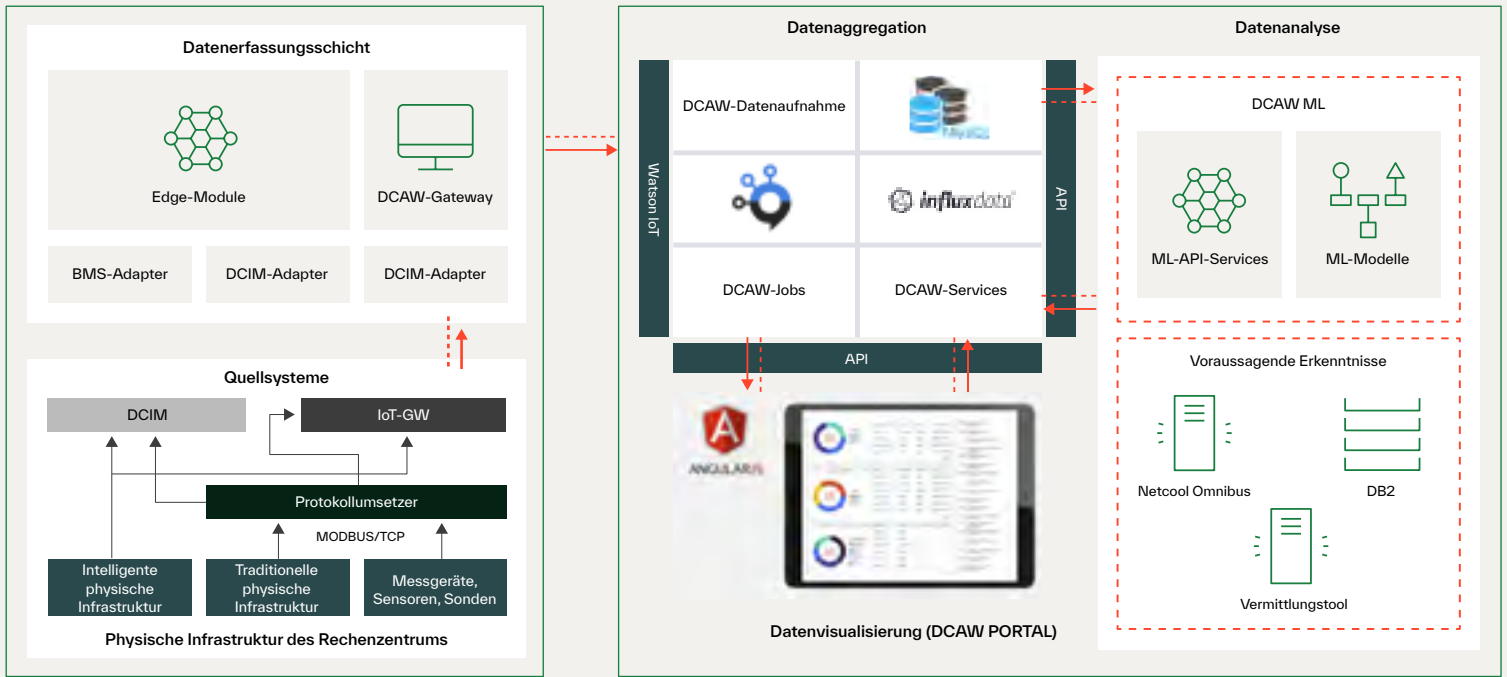 Datenerfassungsschicht
Edge-Module
DCAW-Gateway
BMS-Adapter
DCIM-Adapter
DCIM-Adapter
Quellsysteme
DCIM
IoT-GW
Protokollumsetzer
MODBUS/TCP
Intelligente
physische
Infrastruktur
Traditionelle
physische
Infrastruktur
Messgeräte,
Sensoren, Sonden
Physische Infrastruktur des Rechenzentrums
Datenaggregation
Watson IoT
DCAW-Datenaufnahme
MySQL
influxdata
DCAW-Jobs
DCAW-Services
API
API
ANGULARJS
Datenvisualisierung (DCAW PORTAL)
Datenanalyse
DCAW ML
ML-API-Services
ML-Modelle
Voraussagende Erkenntnisse
Netcool Omnibus
DB2
Vermittlungstool